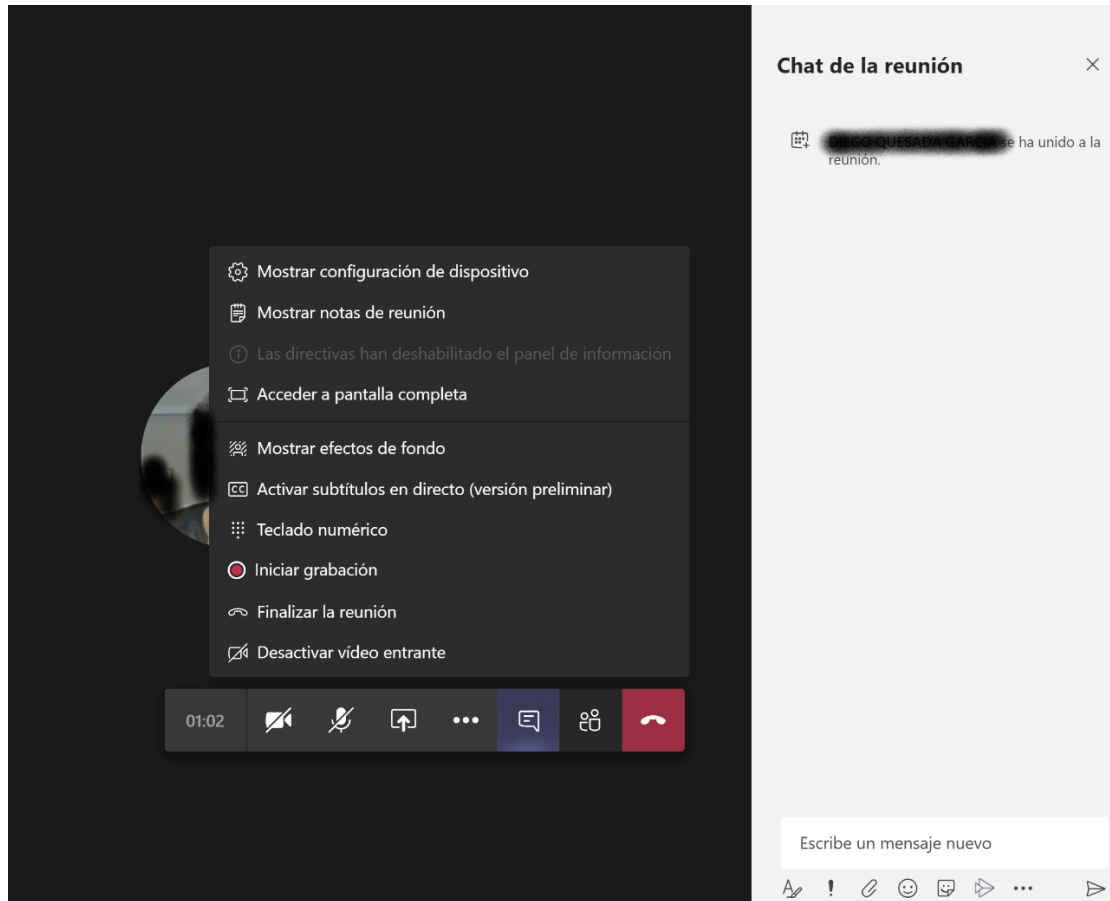 Chat de la reunión
se ha unido a la
reunión.
Mostrar configuración de dispositivo
Mostrar notas de reunión
Las directivas han deshabilitado el panel de información
Acceder a pantalla completa
Mostrar efectos de fondo
CC Activar subtítulos en directo (versión preliminar)
Teclado numérico
Iniciar grabación
Finalizar la reunión
Desactivar vídeo entrante
01:02
Escribe un mensaje nuevo